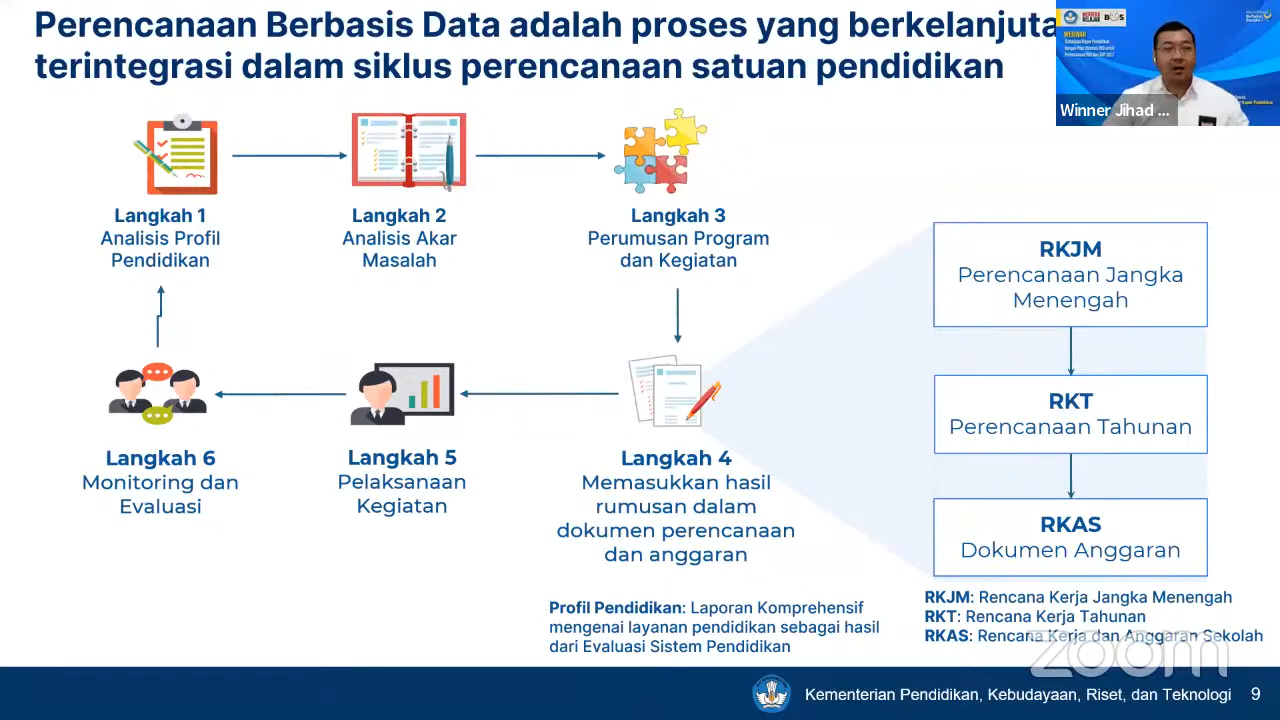 Perencanaan Berbasis Data adalah proses yang berkelanjuta
terintegrasi dalam siklus perencanaan satuan pendidikan
WEBINAR
Winner Jihad ...
Langkah 1
Analisis Profil
Pendidikan
Langkah 2
Analisis Akar
Masalah
Langkah 3
Perumusan Program
dan Kegiatan
RKJM
Perencanaan Jangka
Menengah
RKT
Perencanaan Tahunan
RKAS
Dokumen Anggaran
Langkah 6
Monitoring dan
Evaluasi
Langkah 5
Pelaksanaan
Kegiatan
Langkah 4
Memasukkan hasil
rumusan dalam
dokumen perencanaan
dan anggaran
Profil Pendidikan: Laporan Komprehensif
mengenai layanan pendidikan sebagai hasil
dari Evaluasi Sistem Pendidikan
RKJM: Rencana Kerja Jangka Menengah
RKT: Rencana Kerja Tahunan
RKAS: Rencana Kerja dan Anggaran Sekolah
zoom
Kementerian Pendidikan, Kebudayaan, Riset, dan Teknologi 9